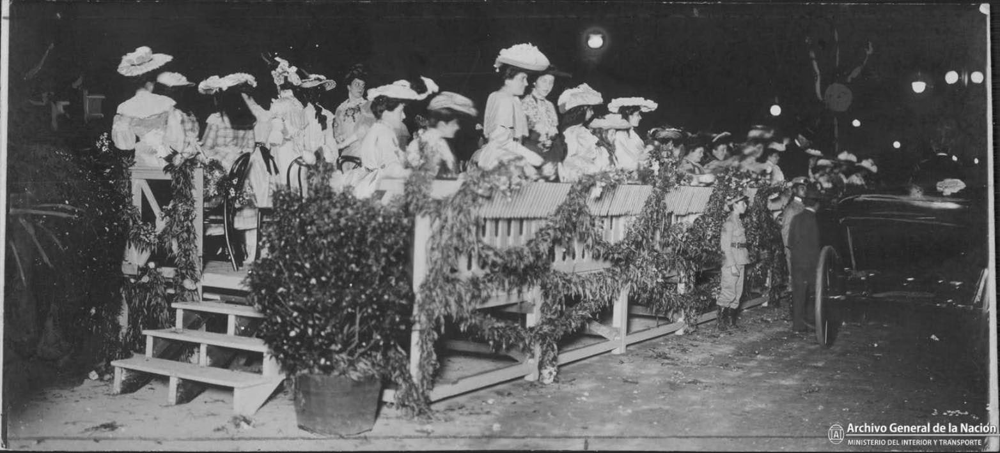 Archivo General de la Nación
MINISTERIO DEL INTERIOR Y TRANSPORTE